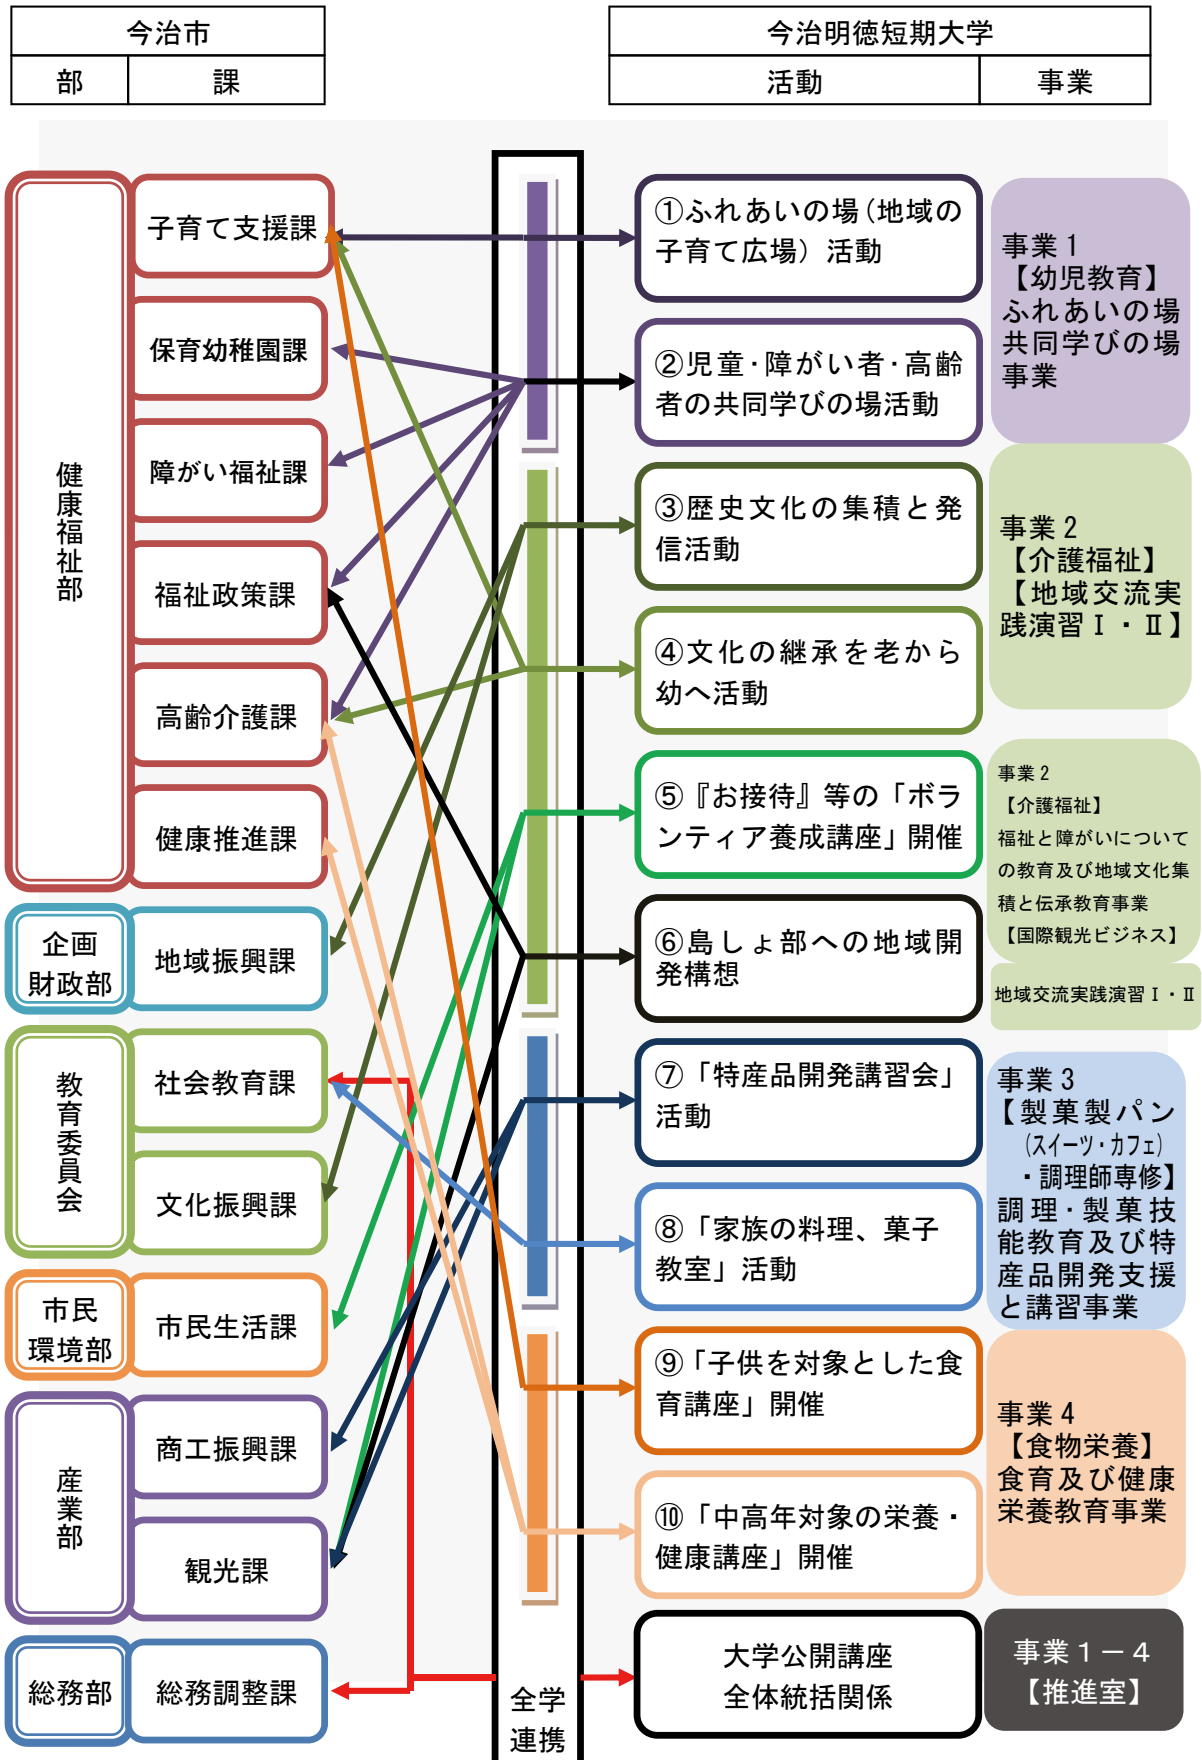 今治市
部
課
今治明徳短期大学
活動
事業
健康福祉部
子育て支援課
保育幼稚園課
障がい福祉課
福祉政策課
高齢介護課
健康推進課
企画
財政部
地域振興課
教育委員会
社会教育課
文化振興課
市民
環境部
市民生活課
産業部
商工振興課
観光課
総務部
総務調整課
全学
連携
①ふれあいの場(地域の
子育て広場）活動
②児童・障がい者・高齢
者の共同学びの場活動
③歴史文化の集積と発
信活動
④文化の継承を老から
幼へ活動
⑤『お接待』等の「ボラ
ンティア養成講座」開催
⑥島しょ部への地域開
発構想
⑦「特産品開発講習会」
活動
⑧「家族の料理、菓子
教室」活動
⑨「子供を対象とした食
育講座」開催
⑩「中高年対象の栄養・
健康講座」開催
大学公開講座
全体統括関係
事業1
【幼児教育】
ふれあいの場
共同学びの場
事業
事業2
【介護福祉】
【地域交流実
践演習Ⅰ・Ⅱ】
事業2
【介護福祉】
福祉と障がいについて
の教育及び地域文化集
積と伝承教育事業
【国際観光ビジネス】
地域交流実践演習Ⅰ・Ⅱ
事業3
【製菓製パン
(スイーツ・カフェ)
・調理師専修】
調理・製菓技
能教育及び特
産品開発支援
と講習事業
事業4
【食物栄養】
食育及び健康
栄養教育事業
事業１－４
【推進室】